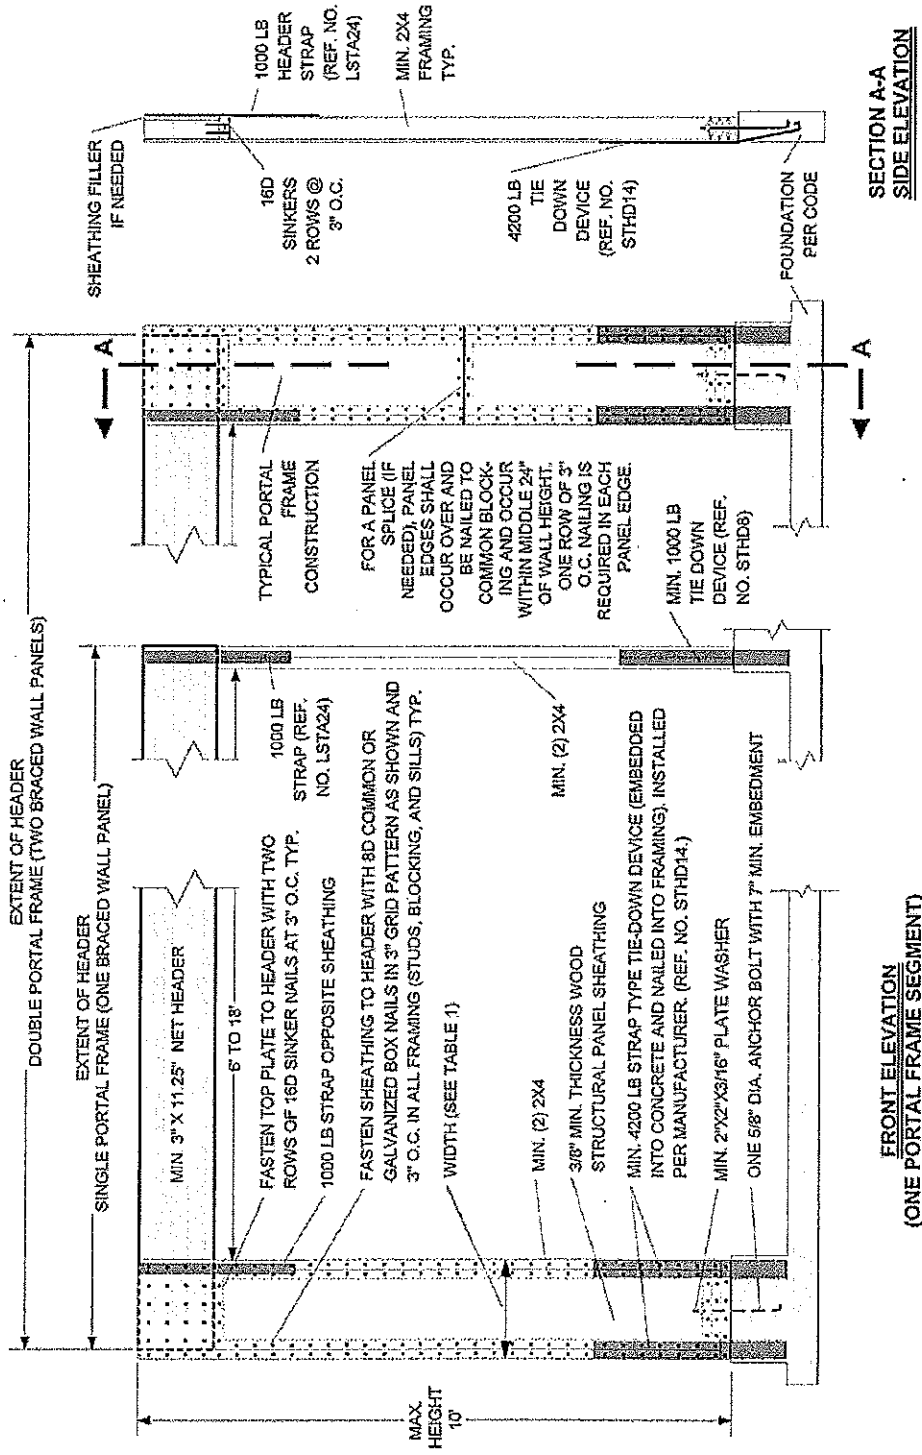 EXTENT OF HEADER
DOUBLE PORTAL FRAME (TWO BRACED WALL PANELS)
EXTENT OF HEADER
SINGLE PORTAL FRAME (ONE BRACED WALL PANEL)
MIN. 3" X 11.25" NET HEADER
6' TO 18'
FASTEN TOP PLATE TO HEADER WITH TWO
ROWS OF 16D SINKER NAILS AT 3" O.C. TYP.
1000 LB STRAP OPPOSITE SHEATHING
FASTEN SHEATHING TO HEADER WITH 8D COMMON OR
GALVANIZED BOX NAILS IN 3" GRID PATTERN AS SHOWN AND
3" O.C. IN ALL FRAMING (STUDS, BLOCKING, AND SILLS) TYP.
WIDTH (SEE TABLE 1)
MIN. (2) 2X4
3/8" MIN. THICKNESS WOOD
STRUCTURAL PANEL SHEATHING
MIN. 4200 LB STRAP TYPE TIE-DOWN DEVICE (EMBEDDED
INTO CONCRETE AND NAILED INTO FRAMING). INSTALLED
PER MANUFACTURER. (REF. NO. STHD14.)
MIN. 2"X2"X3/16" PLATE WASHER
ONE 5/8" DIA. ANCHOR BOLT WITH 7" MIN. EMBEDMENT
MAX.
HEIGHT
10'
1000 LB
STRAP (REF.
NO. LSTA24)
MIN. (2) 2X4
MIN. 1000 LB
TIE DOWN
DEVICE (REF.
NO. STHD8)
TYPICAL PORTAL
FRAME
CONSTRUCTION
FOR A PANEL
SPLICE (IF
NEEDED), PANEL
EDGES SHALL
OCCUR OVER AND
BE NAILED TO
COMMON BLOCK-
ING AND OCCUR
WITHIN MIDDLE 24"
OF WALL HEIGHT.
ONE ROW OF 3"
O.C. NAILING IS
REQUIRED IN EACH
PANEL EDGE.
A
A
FRONT ELEVATION
(ONE PORTAL FRAME SEGMENT)
SHEATHING FILLER
IF NEEDED
16D
SINKERS
2 ROWS @
3" O.C.
1000 LB
HEADER
STRAP
(REF. NO.
LSTA24)
MIN. 2X4
FRAMING
TYP.
4200 LB
TIE
DOWN
DEVICE
(REF. NO.
STHD14)
FOUNDATION
PER CODE
SECTION A-A
SIDE ELEVATION